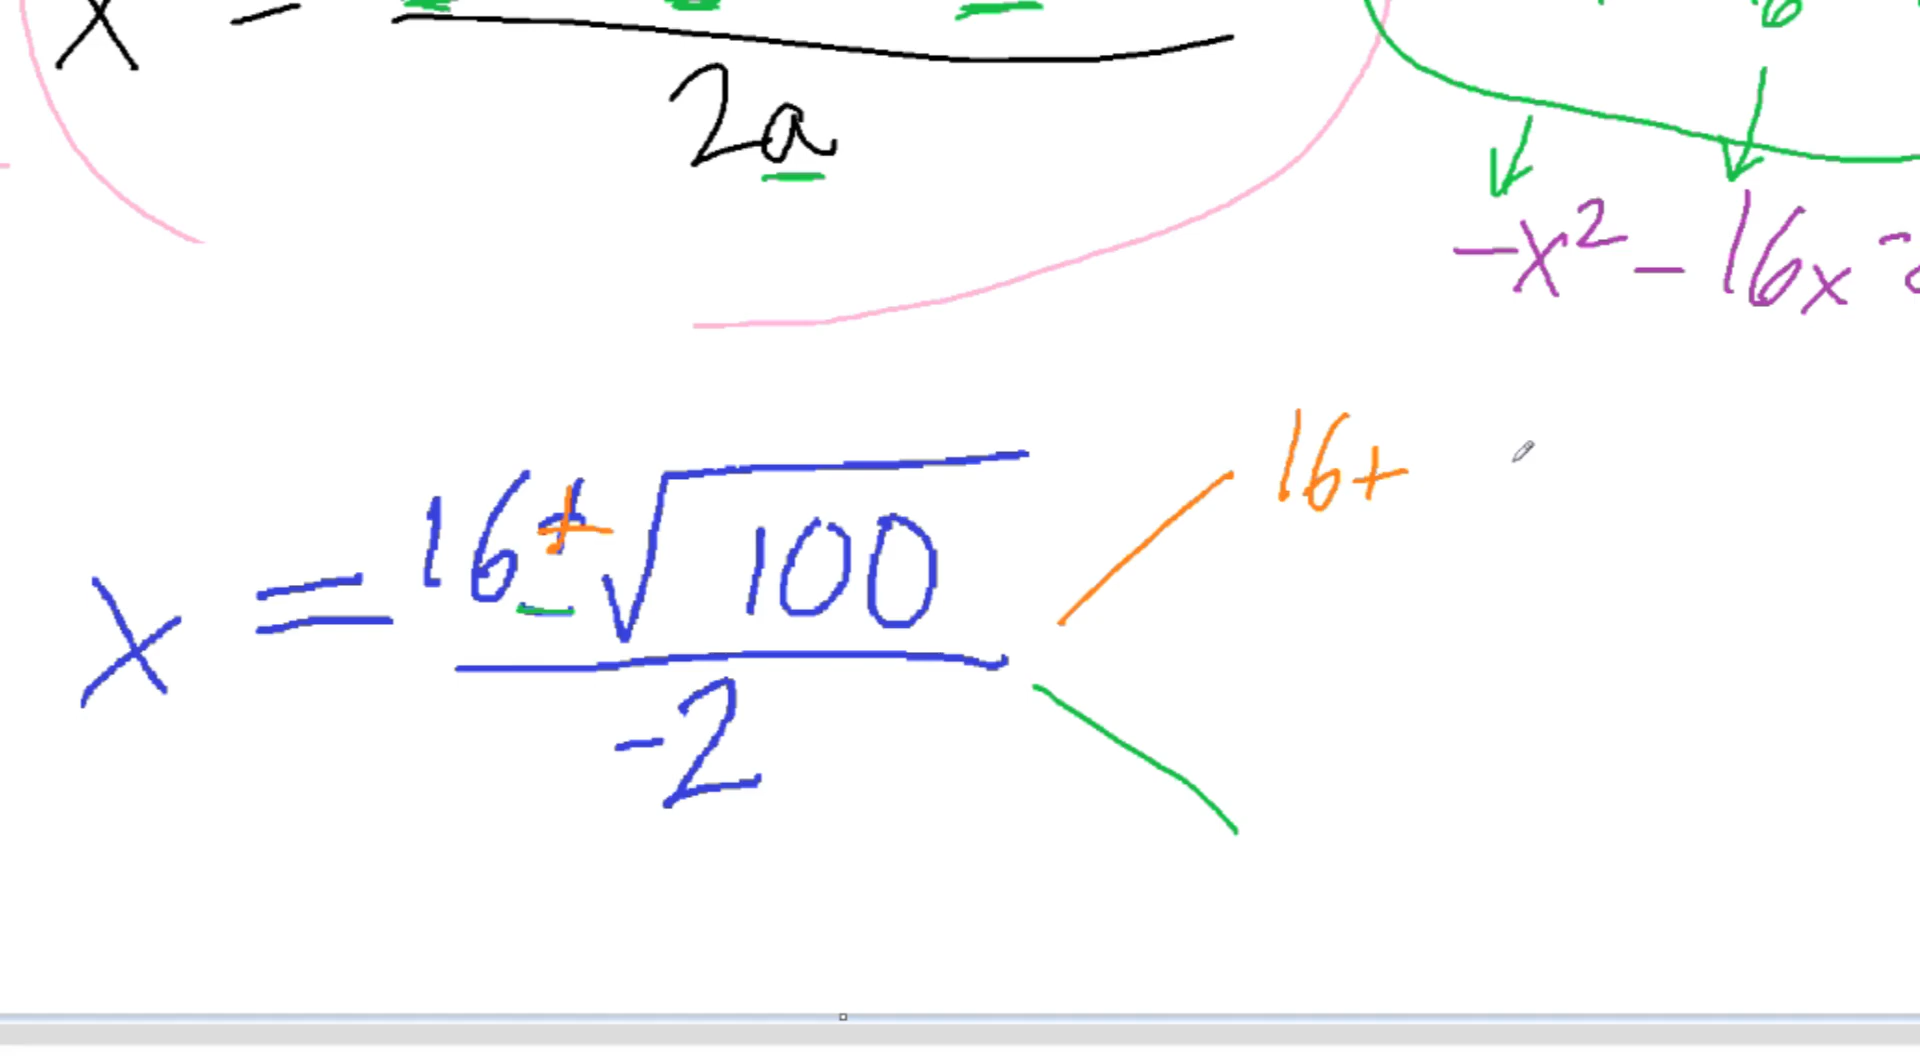 x =
2a
-x² - 16x
x = 16 ± √100
-2
16+